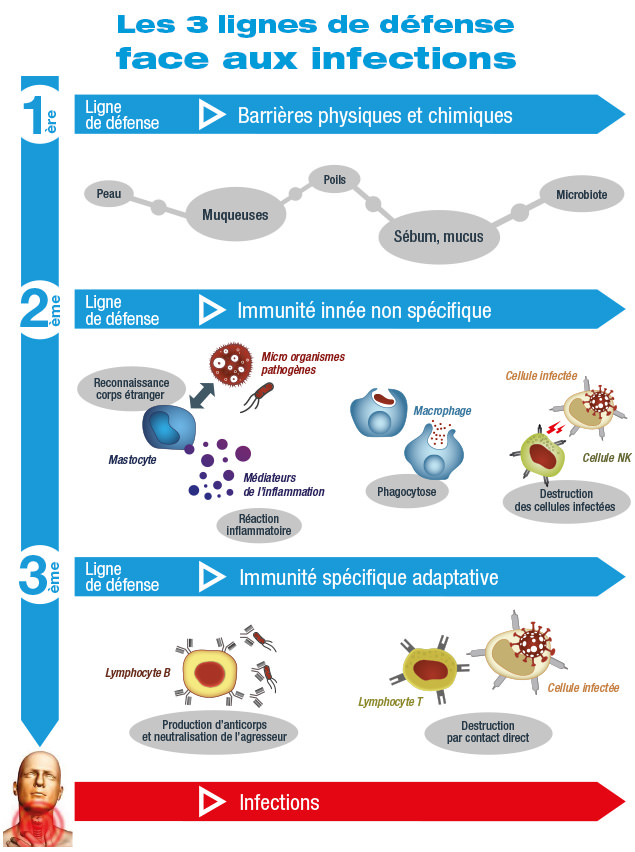 Les 3 lignes de défense
face aux infections
1ère
Ligne
de défense
Barrières physiques et chimiques
Peau
Muqueuses
Poils
Sébum, mucus
Microbiote
2ème
Ligne
de défense
Immunité innée non spécifique
Reconnaissance
corps étranger
Micro organismes
pathogènes
Mastocyte
Médiateurs
de l'inflammation
Réaction
inflammatoire
Macrophage
Phagocytose
Cellule infectée
Cellule NK
Destruction
des cellules infectées
3ème
Ligne
de défense
Immunité spécifique adaptative
Lymphocyte B
Production d'anticorps
et neutralisation de l'agresseur
Lymphocyte T
Cellule infectée
Destruction
par contact direct
Infections